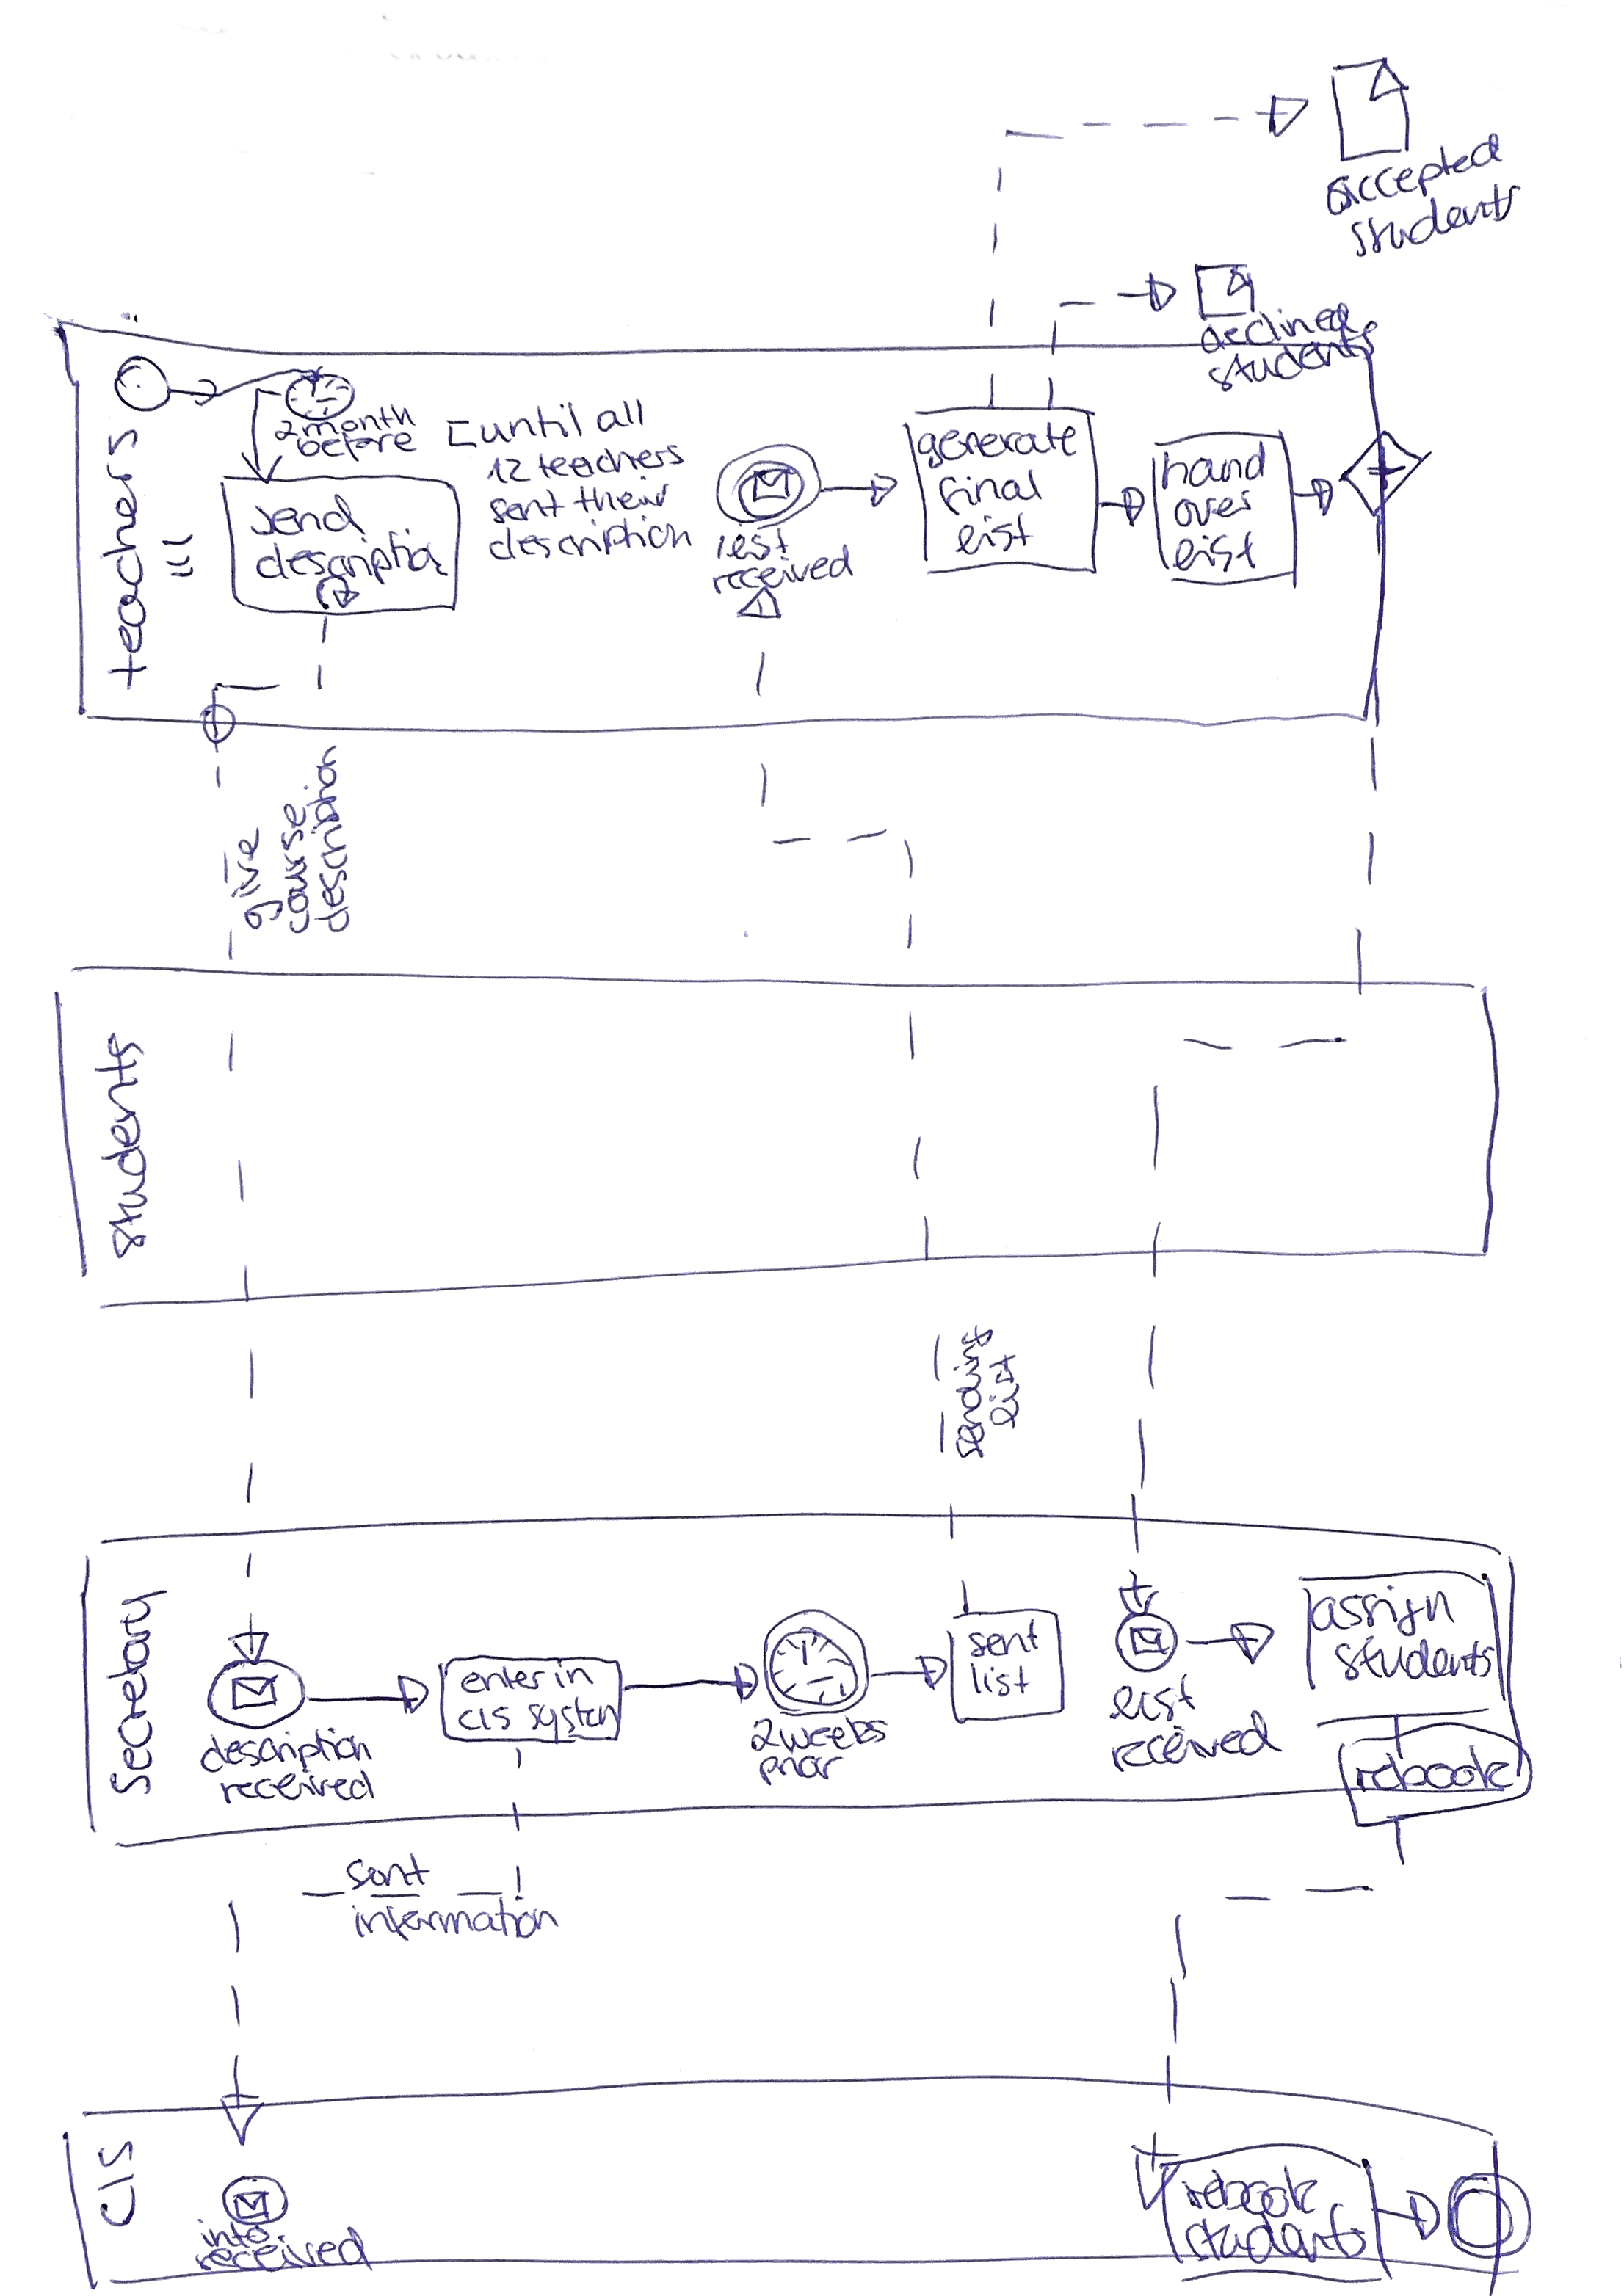 accepted
students
declined
students
teachers
2 month
before
until all
12 teachers
sent their
description
send
description
list
received
generate
final
list
hand
over
list
give
course
description
students
sending
list
Secretary
description
received
enter in
CIS system
2 weeks
prior
sent
list
list
received
assign
students
rebook
sent
information
CIS
info
received
rebook
students